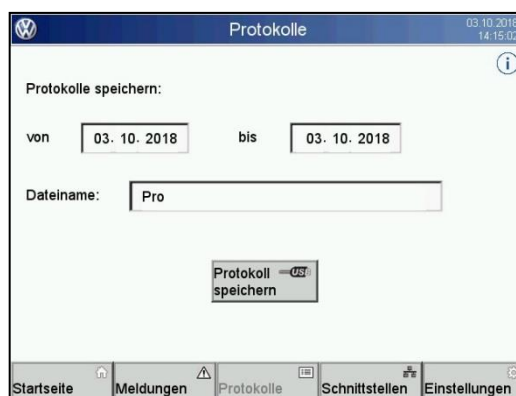 Protokolle
03.10.2018
14:15:02
Protokolle speichern:
von 03. 10. 2018 bis 03. 10. 2018
Dateiname: Pro
Protokoll
speichern
Startseite Meldungen Protokolle Schnittstellen Einstellungen